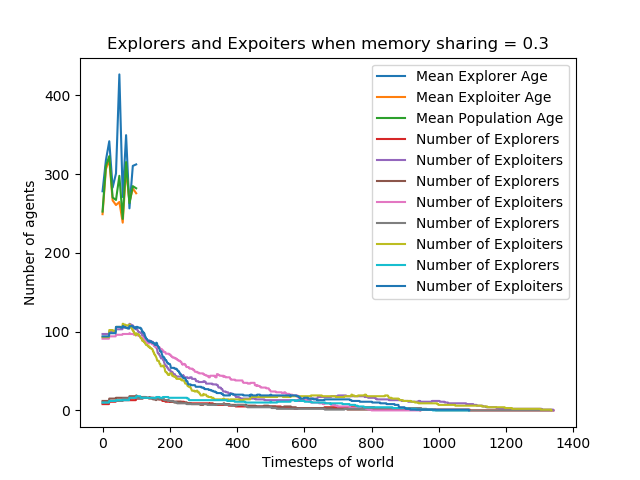 Explorers and Expoiters when memory sharing = 0.3
Mean Explorer Age
Mean Exploiter Age
Mean Population Age
Number of Explorers
Number of Exploiters
Number of Explorers
Number of Exploiters
Number of Explorers
Number of Exploiters
Number of Explorers
Number of Exploiters
Number of agents
400
300
200
100
0
0 200 400 600 800 1000 1200 1400
Timesteps of world